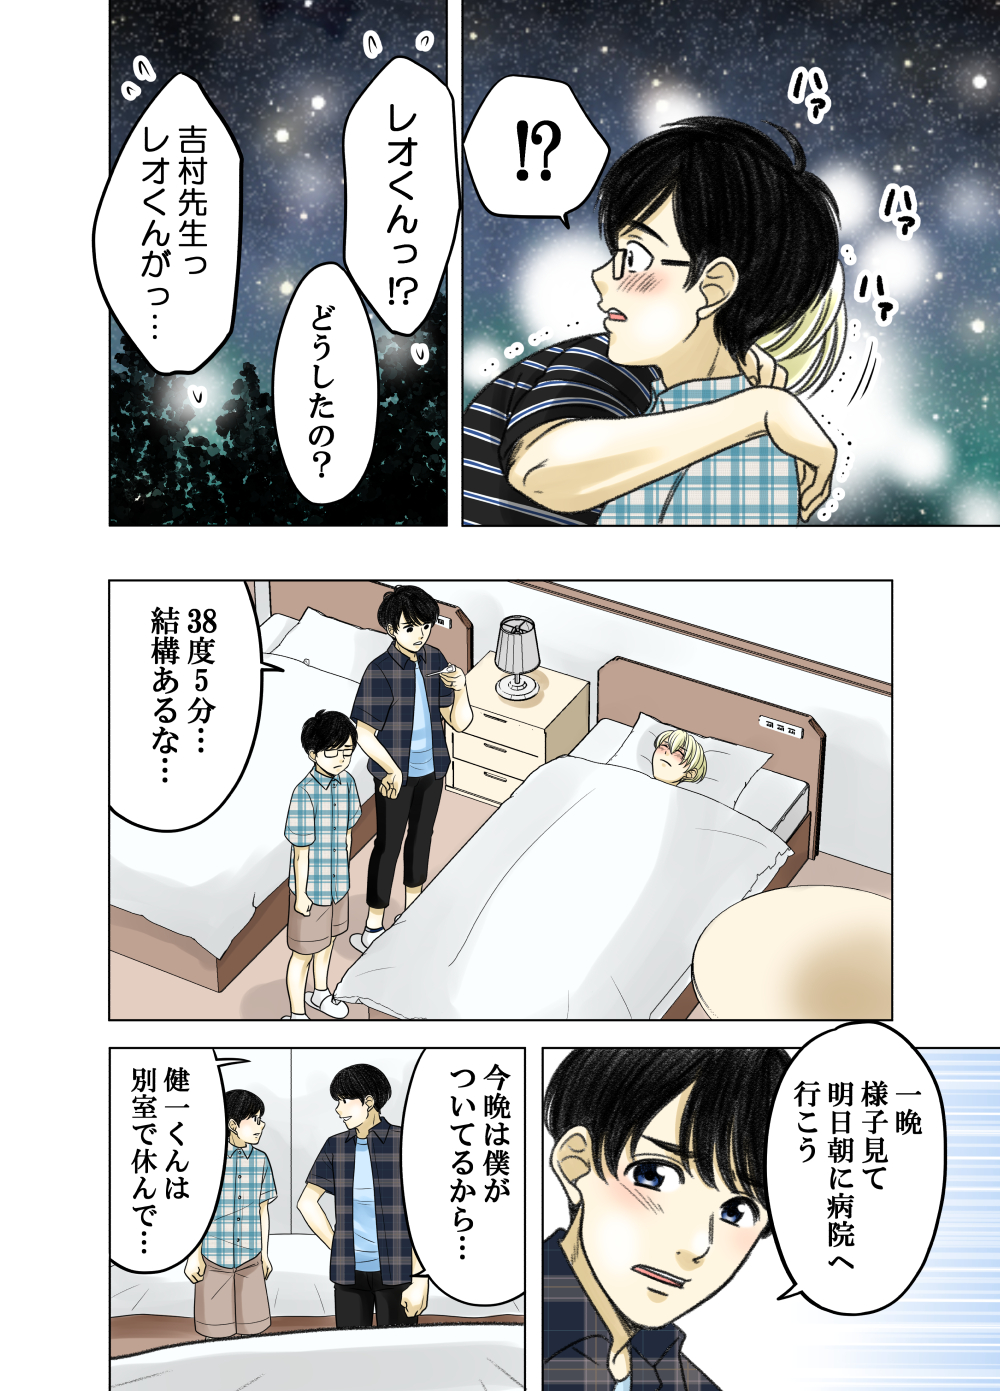 !?
ハァ
ハァ
ハァ
レオくんっ!?
どうしたの?
吉村先生っ
レオくんがっ…
38度5分…
結構あるな…
一晩
様子見て
明日朝に病院へ
行こう
今晩は僕が
ついてるから…
健一くんは
別室で休んで…